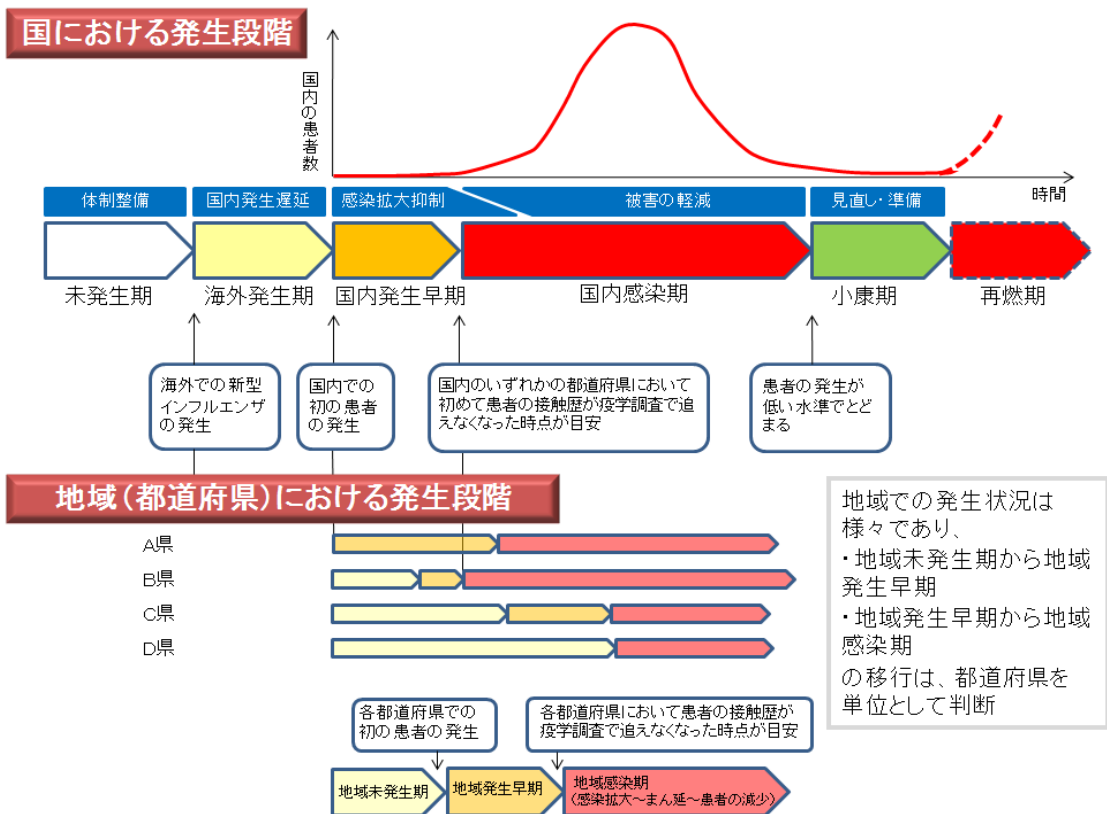 国における発生段階
国内の患者数
時間
体制整備
国内発生遅延
感染拡大抑制
被害の軽減
見直し・準備
未発生期
海外発生期
国内発生早期
国内感染期
小康期
再燃期
海外での新型
インフルエンザ
の発生
国内での
初の患者
の発生
国内のいずれかの都道府県において
初めて患者の接触歴が疫学調査で追
えなくなった時点が目安
患者の発生が
低い水準でとど
まる
地域(都道府県)における発生段階
A県
B県
C県
D県
地域での発生状況は
様々であり、
・地域未発生期から地域
発生早期
・地域発生早期から地域
感染期
の移行は、都道府県を
単位として判断
各都道府県での
初の患者の発生
各都道府県において患者の接触歴が
疫学調査で追えなくなった時点が目安
地域未発生期
地域発生早期
地域感染期
(感染拡大～まん延～患者の減少)